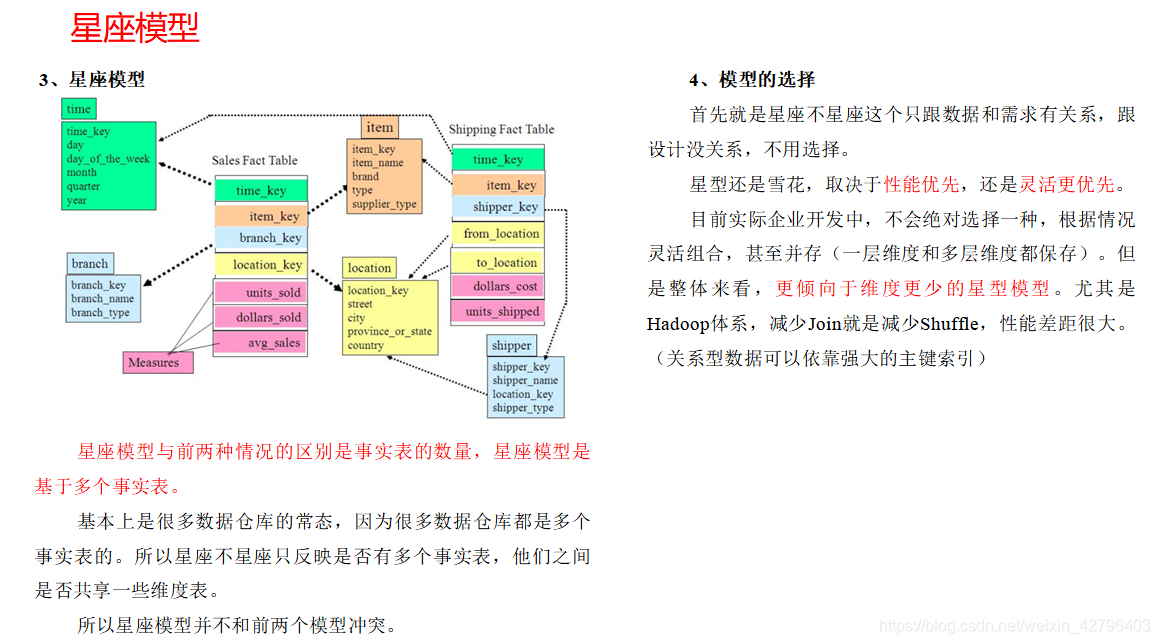 星座模型
3、星座模型
time
time_key
day
day_of_the_week
month
quarter
year
Sales Fact Table
time_key
item_key
branch_key
location_key
units_sold
dollars_sold
avg_sales
Measures
branch
branch_key
branch_name
branch_type
item
item_key
item_name
brand
type
supplier_type
location
location_key
street
city
province_or_state
country
Shipping Fact Table
time_key
item_key
shipper_key
from_location
to_location
dollars_cost
units_shipped
shipper
shipper_key
shipper_name
location_key
shipper_type
星座模型与前两种情况的区别是事实表的数量，星座模型是
基于多个事实表。
基本上是很多数据仓库的常态，因为很多数据仓库都是多个
事实表的。所以星座不星座只反映是否有多个事实表，他们之间
是否共享一些维度表。
所以星座模型并不和前两个模型冲突。
4、模型的选择
首先就是星座不星座这个只跟数据和需求有关系，跟
设计没关系，不用选择。
星型还是雪花，取决于性能优先，还是灵活更优先。
目前实际企业开发中，不会绝对选择一种，根据情况
灵活组合，甚至并存（一层维度和多层维度都保存）。但
是整体来看，更倾向于维度更少的星型模型。尤其是
Hadoop体系，减少Join就是减少Shuffle，性能差距很大。
（关系型数据可以依靠强大的主键索引）
https://blog.csdn.net/weixin_42796403